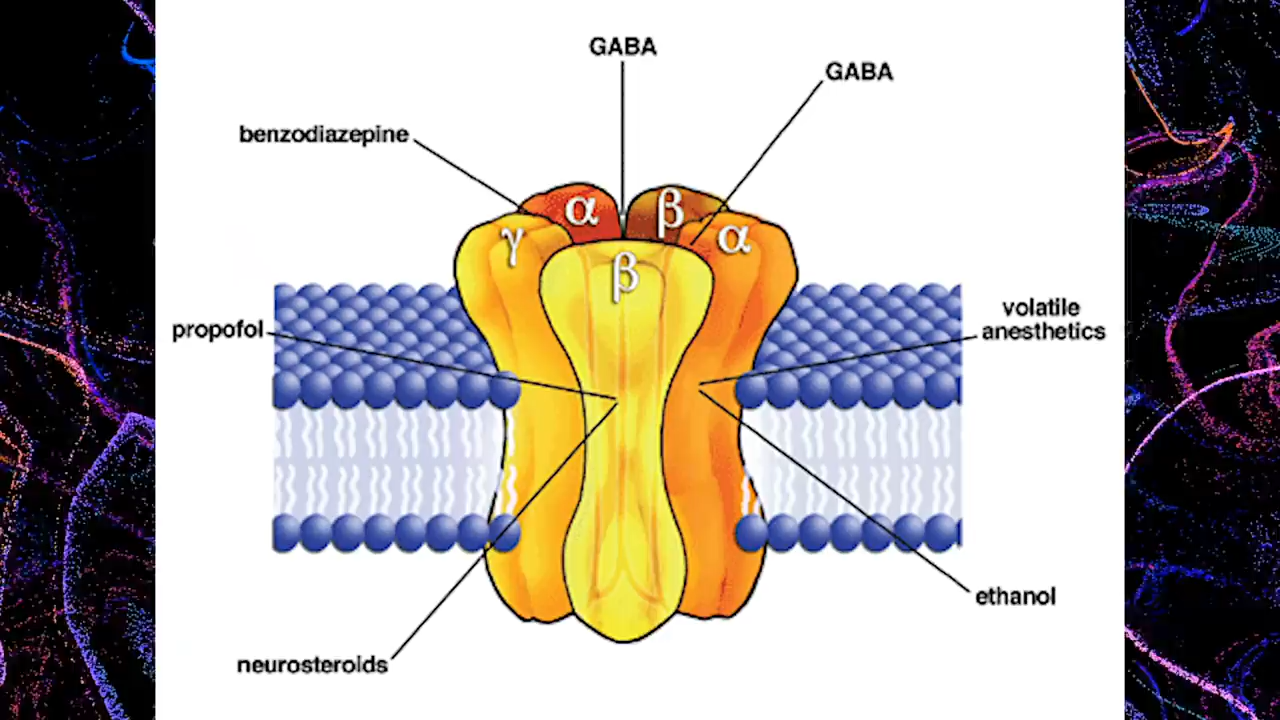 GABA
GABA
benzodiazepine
α
β
γ
α
β
propofol
volatile
anesthetics
ethanol
neurosteroids